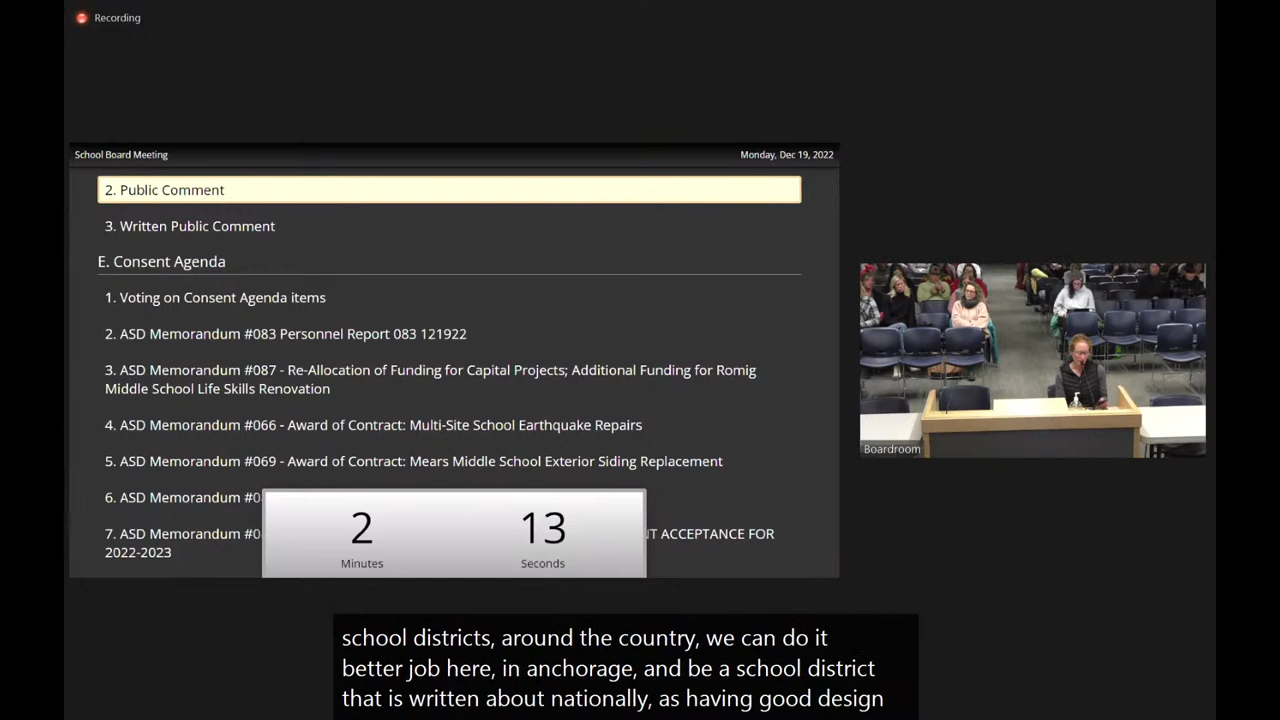 Recording
School Board Meeting
Monday, Dec 19, 2022
2. Public Comment
3. Written Public Comment
E. Consent Agenda
1. Voting on Consent Agenda items
2. ASD Memorandum #083 Personnel Report 083 121922
3. ASD Memorandum #087 - Re-Allocation of Funding for Capital Projects; Additional Funding for Romig
Middle School Life Skills Renovation
4. ASD Memorandum #066 - Award of Contract: Multi-Site School Earthquake Repairs
5. ASD Memorandum #069 - Award of Contract: Mears Middle School Exterior Siding Replacement
6. ASD Memorandum #0
7. ASD Memorandum #0 NT ACCEPTANCE FOR
2022-2023
2 13
Minutes Seconds
Boardroom
school districts, around the country, we can do it
better job here, in anchorage, and be a school district
that is written about nationally, as having good design